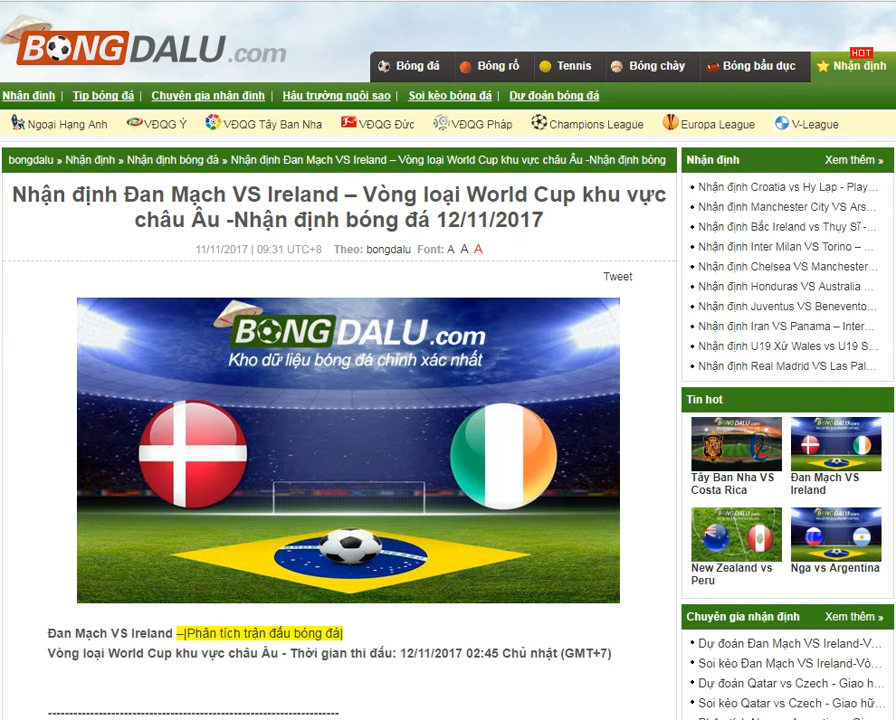 BONGDALU.com
Bóng đá
Bóng rổ
Tennis
Bóng chày
Bóng bầu dục
HOT
Nhận định
Nhận định | Tip bóng đá | Chuyên gia nhận định | Hậu trường ngôi sao | Soi kèo bóng đá | Dự đoán bóng đá
Ngoại Hạng Anh VĐQG Ý VĐQG Tây Ban Nha VĐQG Đức VĐQG Pháp Champions League Europa League V-League
bongdalu » Nhận định » Nhận định bóng đá » Nhận định Đan Mạch VS Ireland – Vòng loại World Cup khu vực châu Âu -Nhận định bóng
Nhận định Đan Mạch VS Ireland – Vòng loại World Cup khu vực
châu Âu -Nhận định bóng đá 12/11/2017
11/11/2017 | 09:31 UTC+8 Theo: bongdalu Font: A A A
Tweet
BONGDALU.com
Kho dữ liệu bóng đá chính xác nhất
Đan Mạch VS Ireland –|Phân tích trận đấu bóng đá|
Vòng loại World Cup khu vực châu Âu - Thời gian thi đấu: 12/11/2017 02:45 Chủ nhật (GMT+7)
----------------------------------------------------------------------
Nhận định Xem thêm »
Nhận định Croatia vs Hy Lạp - Play…
Nhận định Manchester City VS Ars…
Nhận định Bắc Ireland vs Thụy Sĩ -…
Nhận định Inter Milan VS Torino – …
Nhận định Chelsea VS Manchester…
Nhận định Honduras VS Australia …
Nhận định Juventus VS Benevento…
Nhận định Iran VS Panama – Inter…
Nhận định U19 Xứ Wales vs U19 S…
Nhận định Real Madrid VS Las Pal…
Tin hot
BONGDALU.com
BONGDALU.com
Tây Ban Nha VS
Costa Rica
Đan Mạch VS
Ireland
BONGDALU.com
BONGDALU.com
New Zealand vs
Peru
Nga vs Argentina
Chuyên gia nhận định Xem thêm »
Dự đoán Đan Mạch VS Ireland-V…
Soi kèo Đan Mạch VS Ireland-Vò…
Dự đoán Qatar vs Czech - Giao h…
Soi kèo Qatar vs Czech - Giao hữ…